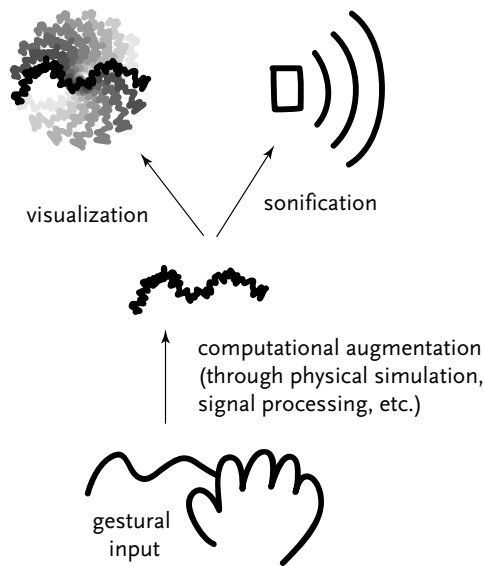 visualization
sonification
computational augmentation
(through physical simulation,
signal processing, etc.)
gestural
input